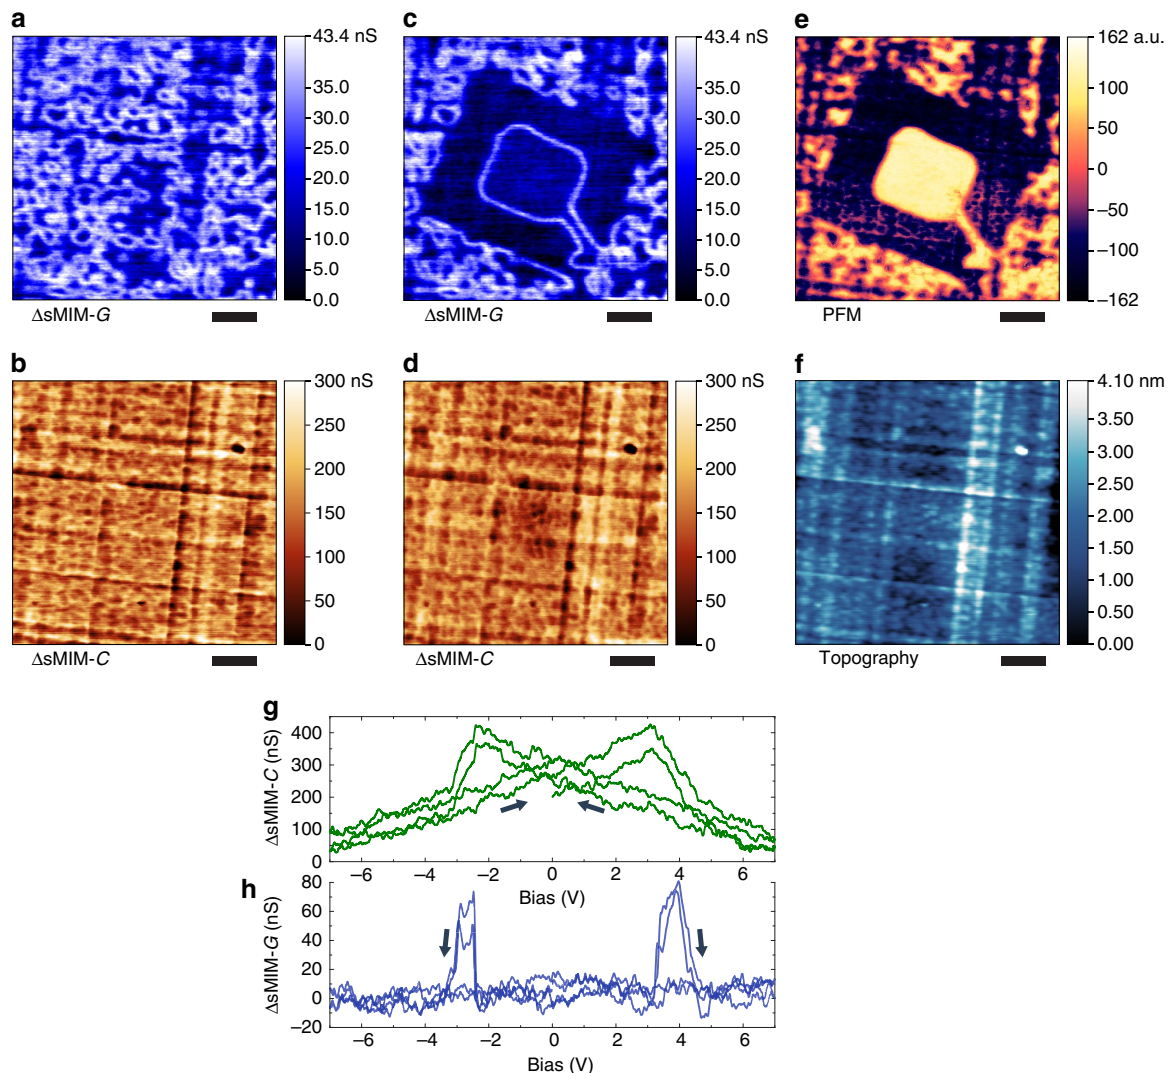 a
43.4 nS
35.0
30.0
25.0
20.0
15.0
10.0
5.0
0.0
ΔsMIM-G
c
43.4 nS
35.0
30.0
25.0
20.0
15.0
10.0
5.0
0.0
ΔsMIM-G
e
162 a.u.
100
50
0
−50
−100
−162
PFM
b
300 nS
250
200
150
100
50
0
ΔsMIM-C
d
300 nS
250
200
150
100
50
0
ΔsMIM-C
f
4.10 nm
3.50
3.00
2.50
2.00
1.50
1.00
0.50
0.00
Topography
g
ΔsMIM-C (nS)
400
300
200
100
0
−6 −4 −2 0 2 4 6
Bias (V)
h
ΔsMIM-G (nS)
80
60
40
20
0
−20
−6 −4 −2 0 2 4 6
Bias (V)